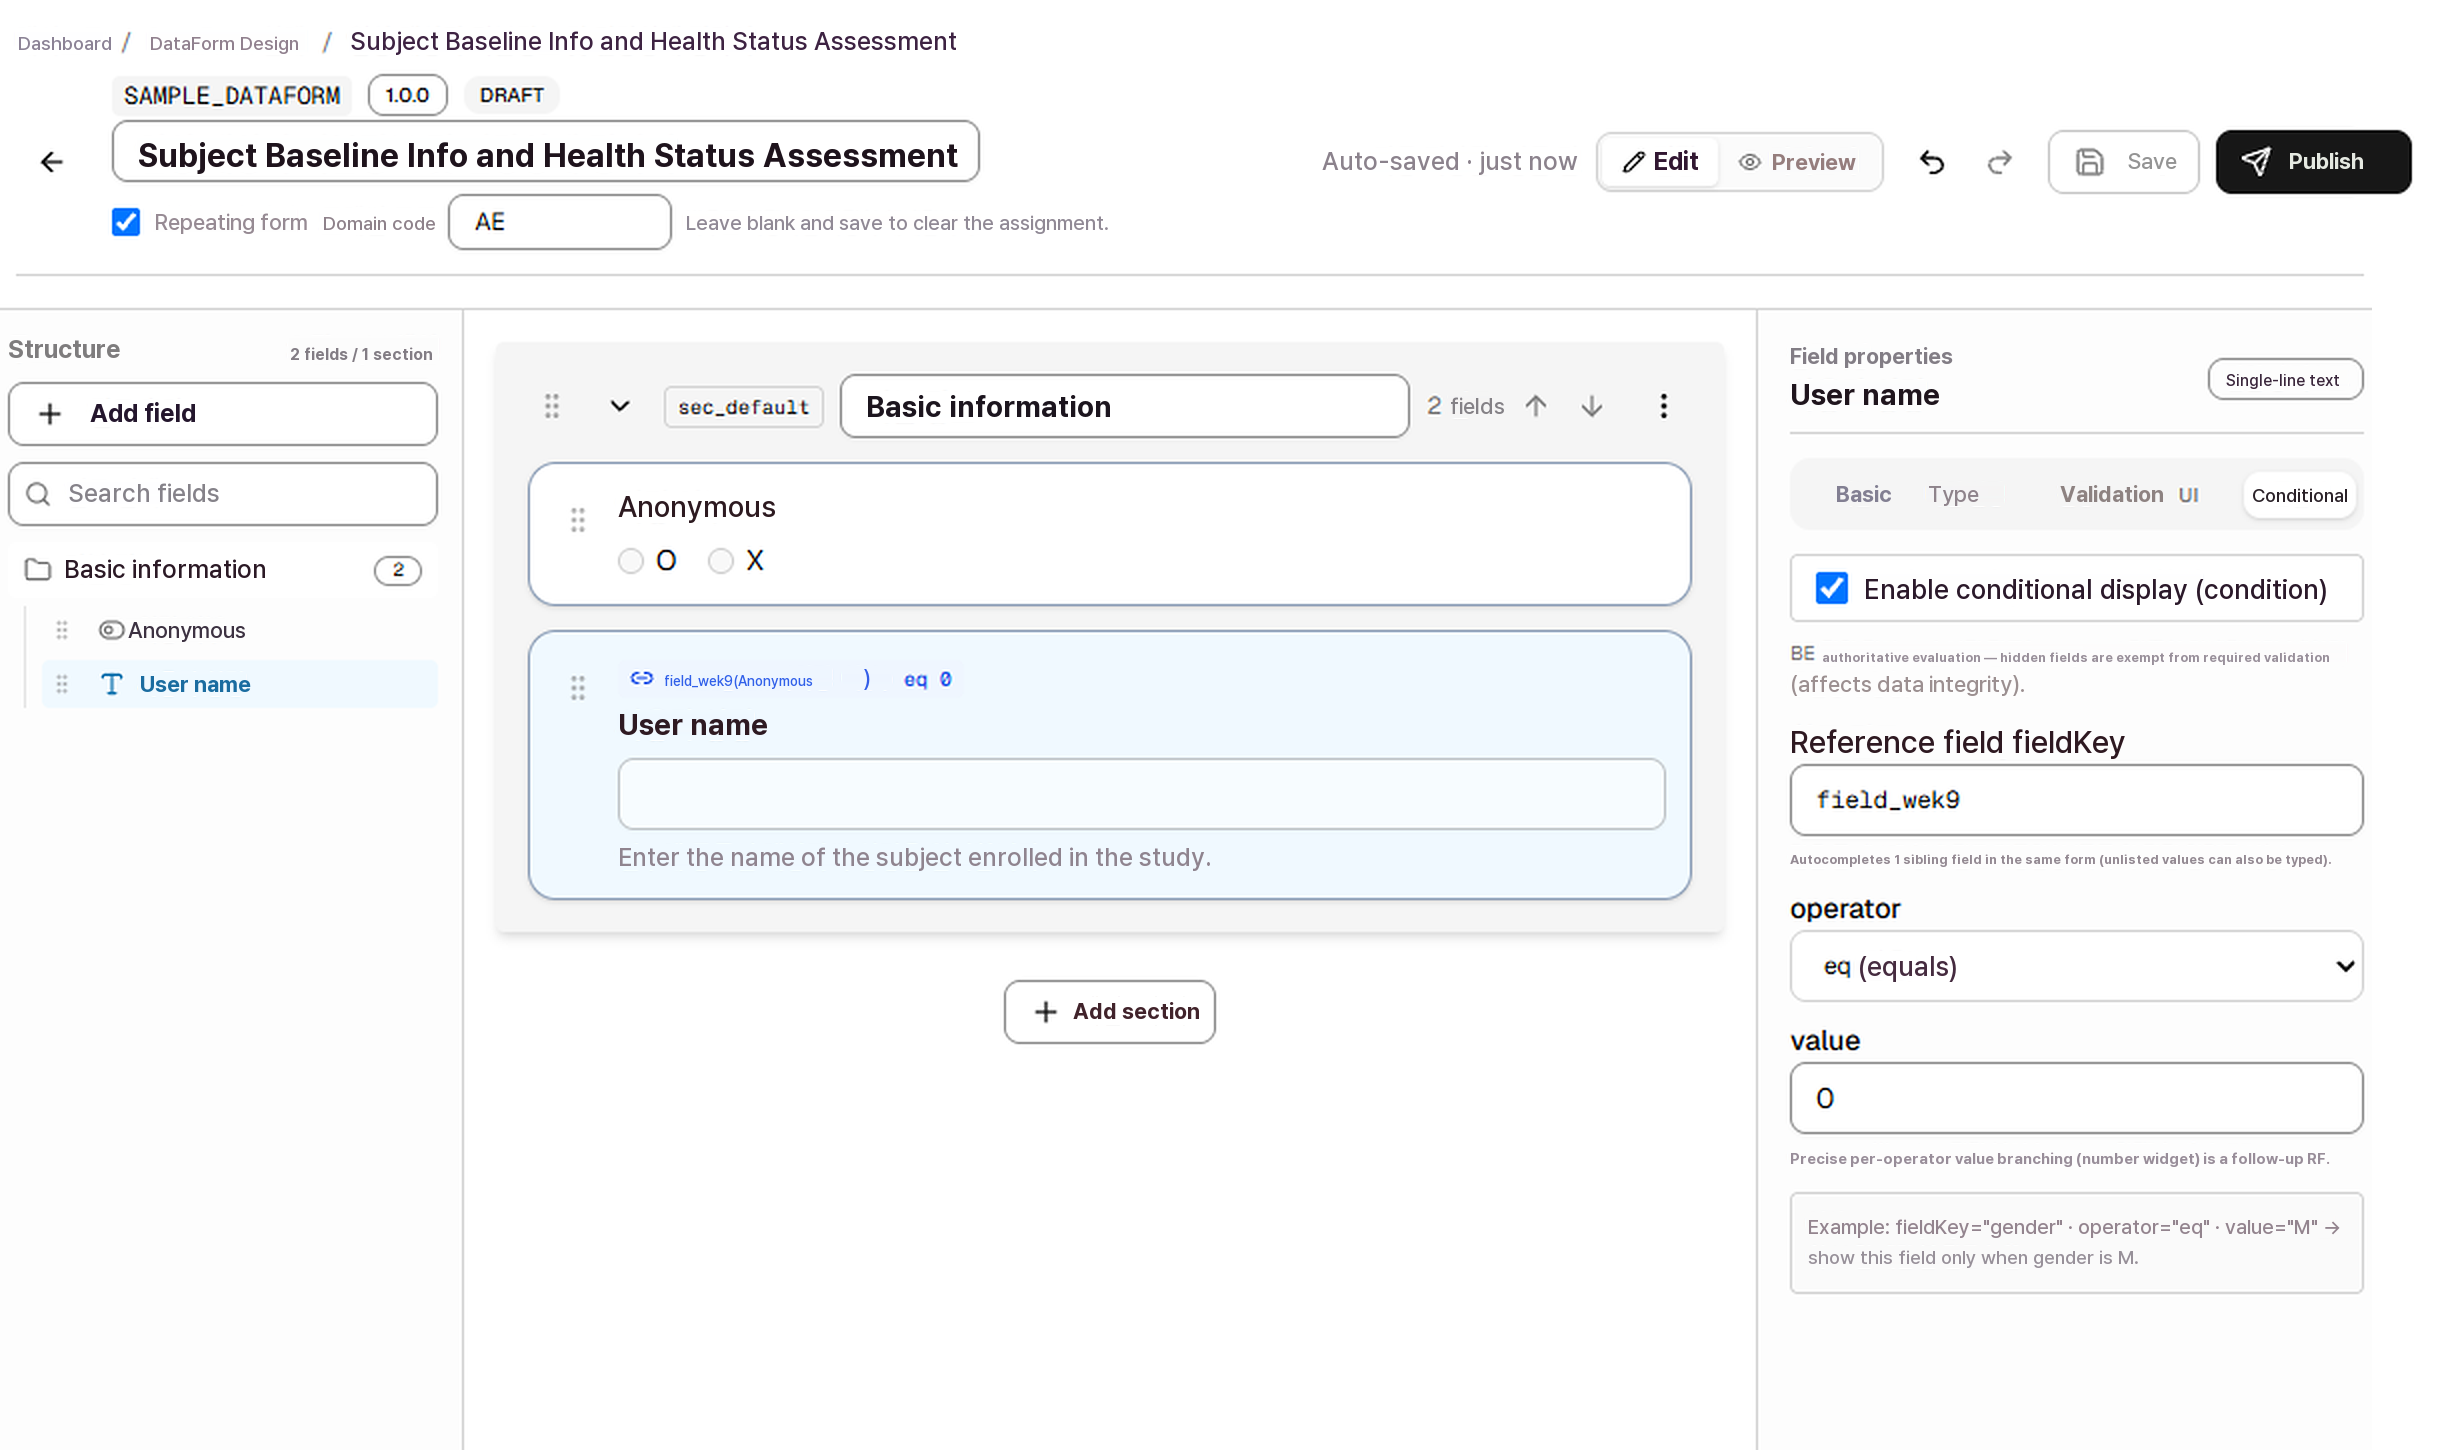 Dashboard / DataForm Design / Subject Baseline Info and Health Status Assessment
SAMPLE_DATAFORM 1.0.0 DRAFT
Subject Baseline Info and Health Status Assessment
Auto-saved · just now Edit Preview Save Publish
Repeating form Domain code AE Leave blank and save to clear the assignment.
Structure 2 fields / 1 section
Add field
Search fields
Basic information 2
Anonymous
User name
sec_default Basic information 2 fields
Anonymous
O X
field_wek9(Anonymous ) eq 0
User name
Enter the name of the subject enrolled in the study.
Add section
Field properties
User name Single-line text
Basic Type Validation UI Conditional
Enable conditional display (condition)
BE authoritative evaluation — hidden fields are exempt from required validation
(affects data integrity).
Reference field fieldKey
field_wek9
Autocompletes 1 sibling field in the same form (unlisted values can also be typed).
operator
eq (equals)
value
0
Precise per-operator value branching (number widget) is a follow-up RF.
Example: fieldKey="gender" · operator="eq" · value="M" →
show this field only when gender is M.